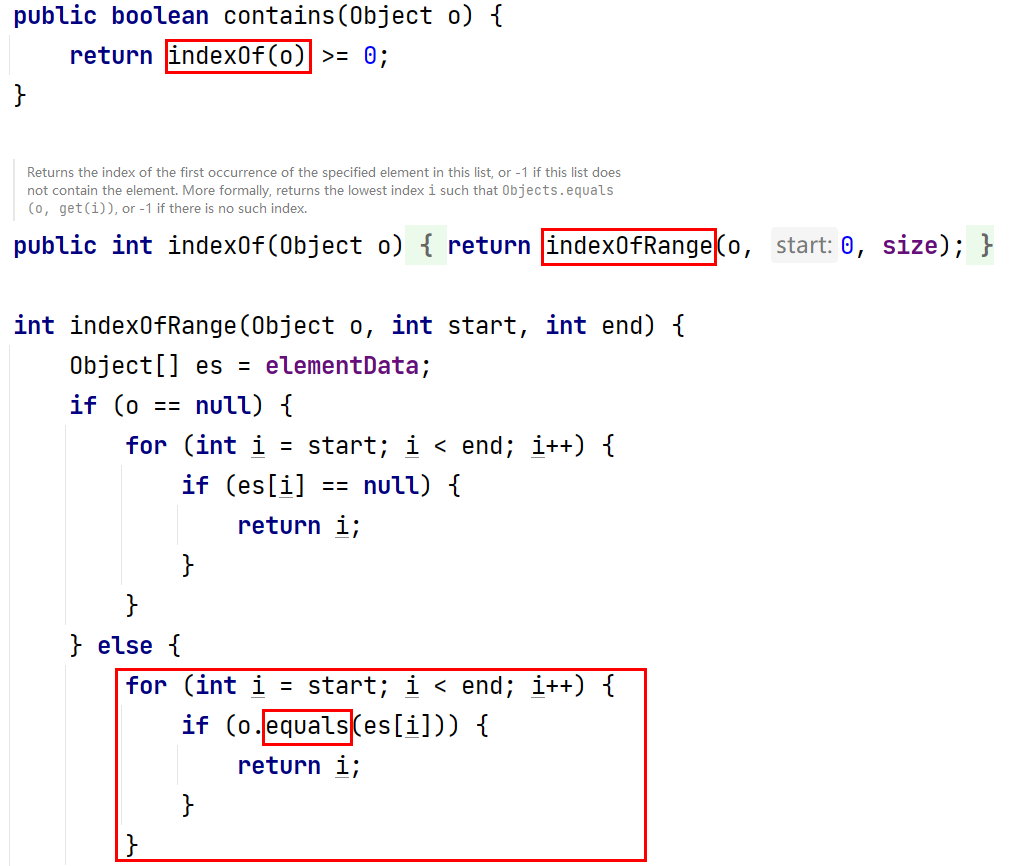 public boolean contains(Object o) {
    return indexOf(o) >= 0;
}
Returns the index of the first occurrence of the specified element in this list, or -1 if this list does
not contain the element. More formally, returns the lowest index i such that Objects.equals
(o, get(i)), or -1 if there is no such index.
public int indexOf(Object o) { return indexOfRange(o, start: 0, size); }
int indexOfRange(Object o, int start, int end) {
    Object[] es = elementData;
    if (o == null) {
        for (int i = start; i < end; i++) {
            if (es[i] == null) {
                return i;
            }
        }
    } else {
        for (int i = start; i < end; i++) {
            if (o.equals(es[i])) {
                return i;
            }
        }